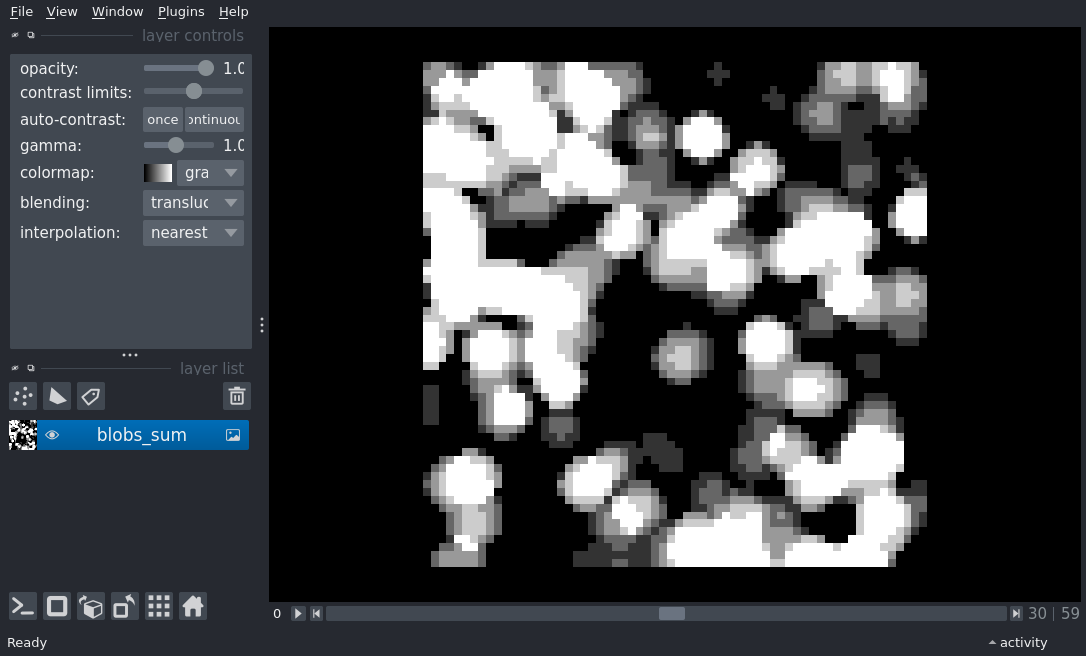 File View Window Plugins Help
layer controls
opacity: 1.0
contrast limits:
auto-contrast: once ontinuou
gamma: 1.0
colormap: gra
blending: transluc
interpolation: nearest
layer list
blobs_sum
0 30 | 59
Ready activity